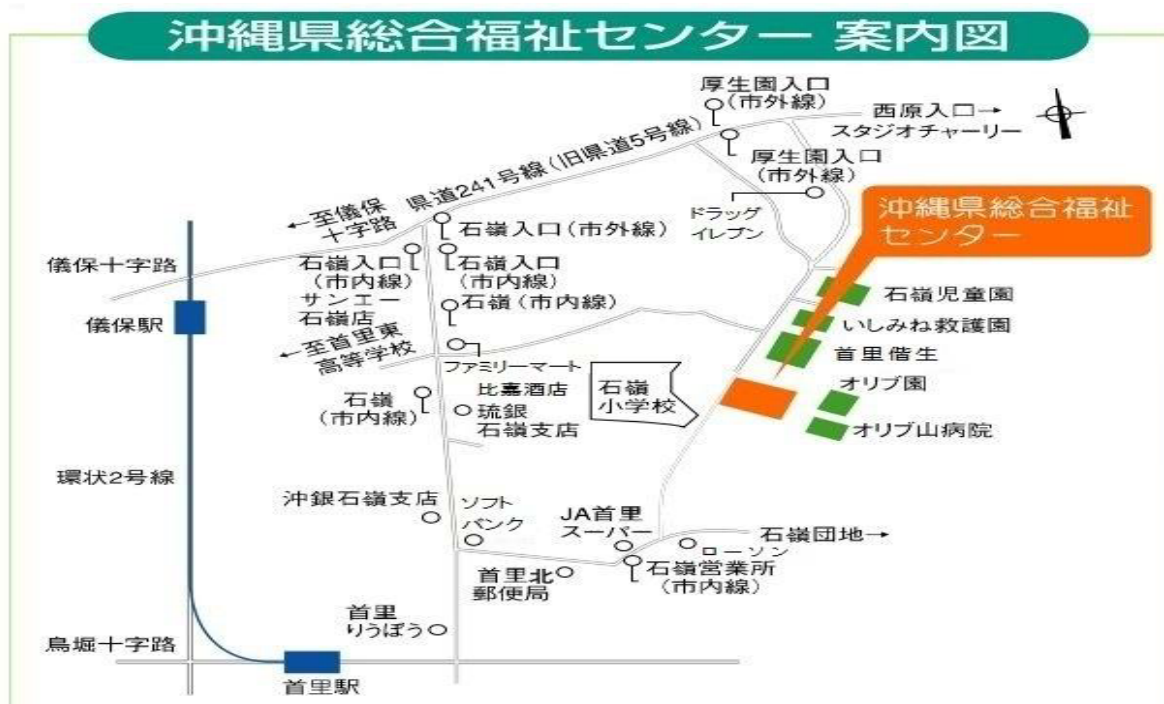 沖縄県総合福祉センター 案内図
厚生園入口
(市外線)
西原入口→
スタジオチャーリー
厚生園入口
(市外線)
県道241号線(旧県道5号線)
←至儀保
十字路
ドラッグ
イレブン
沖縄県総合福祉
センター
石嶺入口(市外線)
儀保十字路
石嶺入口
(市内線)
石嶺入口
(市内線)
サンエー
石嶺店
石嶺(市内線)
石嶺児童園
儀保駅
いしみね救護園
←至首里東
高等学校
首里偕生
ファミリーマート
比嘉酒店
石嶺
小学校
オリブ園
石嶺
(市内線)
琉銀
石嶺支店
オリブ山病院
環状2号線
沖銀石嶺支店
ソフト
バンク
JA首里
スーパー
石嶺団地→
ローソン
首里北
郵便局
石嶺営業所
(市内線)
首里
りうぼう
鳥堀十字路
首里駅